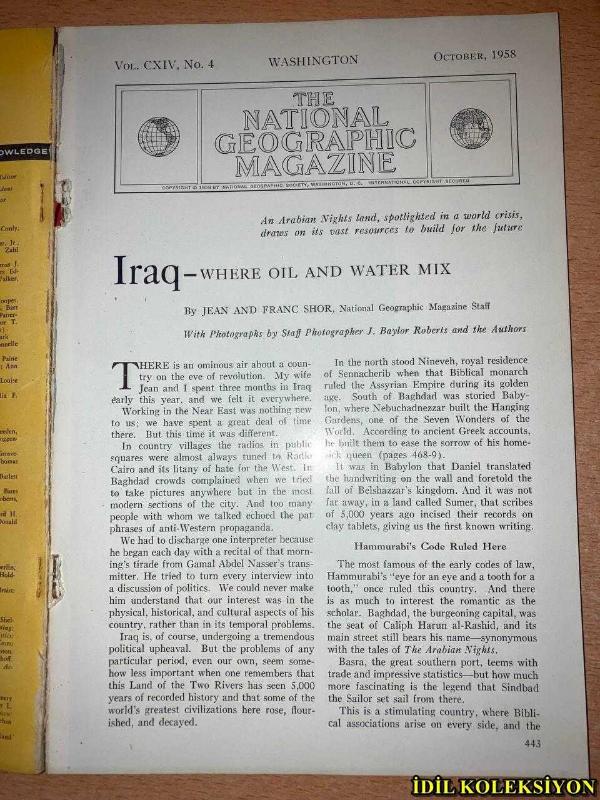 OWLEDGE
Editor
Conly,
Jr.,
Zahl
Ed-
ooper,
T.
Paine
Ann
Louise
VOL. CXIV, NO. 4 WASHINGTON OCTOBER, 1958
THE
NATIONAL
GEOGRAPHIC
MAGAZINE
COPYRIGHT © 1958 BY NATIONAL GEOGRAPHIC SOCIETY, WASHINGTON, D. C. INTERNATIONAL COPYRIGHT SECURED
An Arabian Nights land, spotlighted in a world crisis,
draws on its vast resources to build for the future
Iraq—WHERE OIL AND WATER MIX
By JEAN AND FRANC SHOR, National Geographic Magazine Staff
With Photographs by Staff Photographer J. Baylor Roberts and the Authors
THERE is an ominous air about a coun-
try on the eve of revolution. My wife
Jean and I spent three months in Iraq
early this year, and we felt it everywhere.
Working in the Near East was nothing new
to us; we have spent a great deal of time
there. But this time it was different.
In country villages the radios in public
squares were almost always tuned to Radio
Cairo and its litany of hate for the West. In
Baghdad crowds complained when we tried
to take pictures anywhere but in the most
modern sections of the city. And too many
people with whom we talked echoed the pat
phrases of anti-Western propaganda.
We had to discharge one interpreter because
he began each day with a recital of that morn-
ing's tirade from Gamal Abdel Nasser's trans-
mitter. He tried to turn every interview into
a discussion of politics. We could never make
him understand that our interest was in the
physical, historical, and cultural aspects of his
country, rather than in its temporal problems.
Iraq is, of course, undergoing a tremendous
political upheaval. But the problems of any
particular period, even our own, seem some-
how less important when one remembers that
this Land of the Two Rivers has seen 5,000
years of recorded history and that some of the
world's greatest civilizations here rose, flour-
ished, and decayed.
In the north stood Nineveh, royal residence
of Sennacherib when that Biblical monarch
ruled the Assyrian Empire during its golden
age. South of Baghdad was storied Baby-
lon, where Nebuchadnezzar built the Hanging
Gardens, one of the Seven Wonders of the
World. According to ancient Greek accounts,
he built them to ease the sorrow of his home-
sick queen (pages 468-9).
It was in Babylon that Daniel translated
the handwriting on the wall and foretold the
fall of Belshazzar's kingdom. And it was not
far away, in a land called Sumer, that scribes
of 5,000 years ago incised their records on
clay tablets, giving us the first known writing.
Hammurabi's Code Ruled Here
The most famous of the early codes of law,
Hammurabi's "eye for an eye and a tooth for a
tooth," once ruled this country. And there
is as much to interest the romantic as the
scholar. Baghdad, the burgeoning capital, was
the seat of Caliph Harun al-Rashid, and its
main street still bears his name—synonymous
with the tales of The Arabian Nights.
Basra, the great southern port, teems with
trade and impressive statistics—but how much
more fascinating is the legend that Sindbad
the Sailor set sail from there.
This is a stimulating country, where Bibli-
cal associations arise on every side, and the
443
İDİL KOLEKSİYON